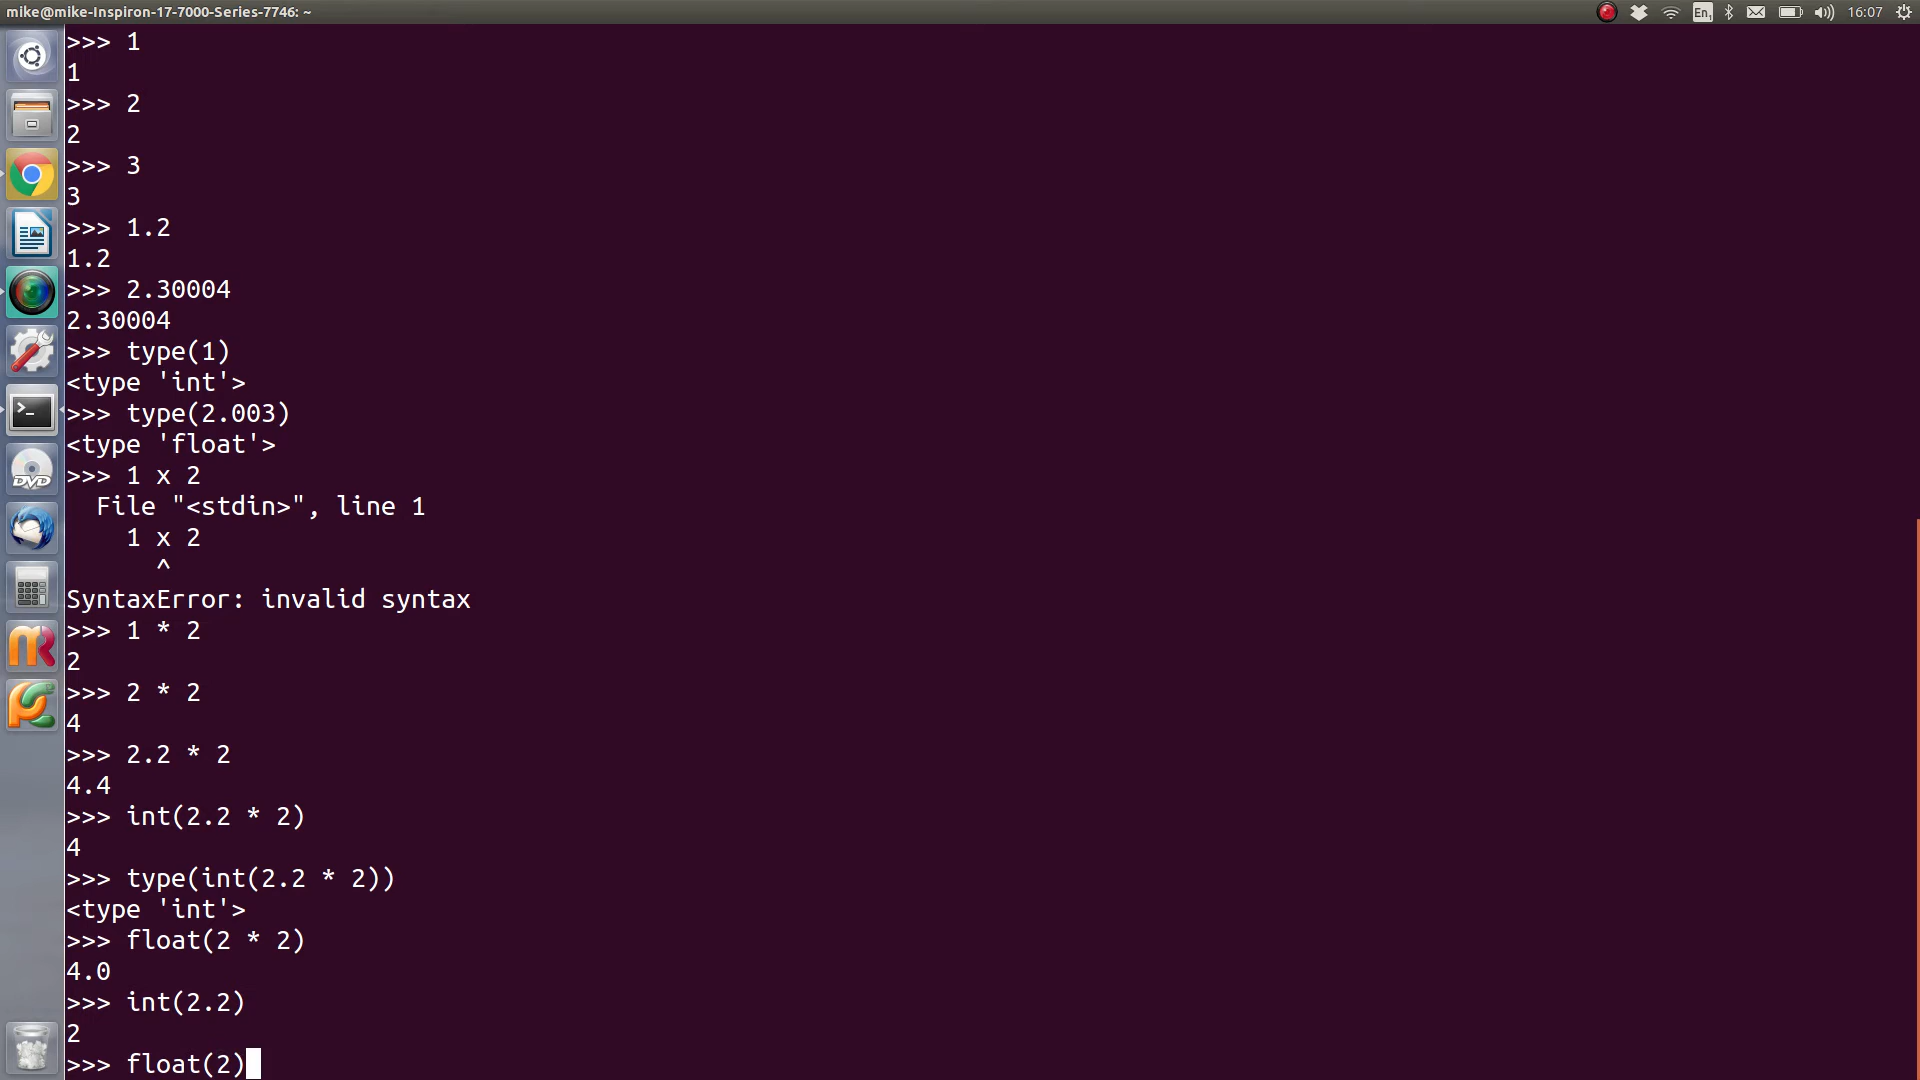 mike@mike-Inspiron-17-7000-Series-7746: ~
En1
16:07
>>> 1
1
>>> 2
2
>>> 3
3
>>> 1.2
1.2
>>> 2.30004
2.30004
>>> type(1)
<type 'int'>
>>> type(2.003)
<type 'float'>
>>> 1 x 2
  File "<stdin>", line 1
    1 x 2
      ^
SyntaxError: invalid syntax
>>> 1 * 2
2
>>> 2 * 2
4
>>> 2.2 * 2
4.4
>>> int(2.2 * 2)
4
>>> type(int(2.2 * 2))
<type 'int'>
>>> float(2 * 2)
4.0
>>> int(2.2)
2
>>> float(2)
>_
DVD